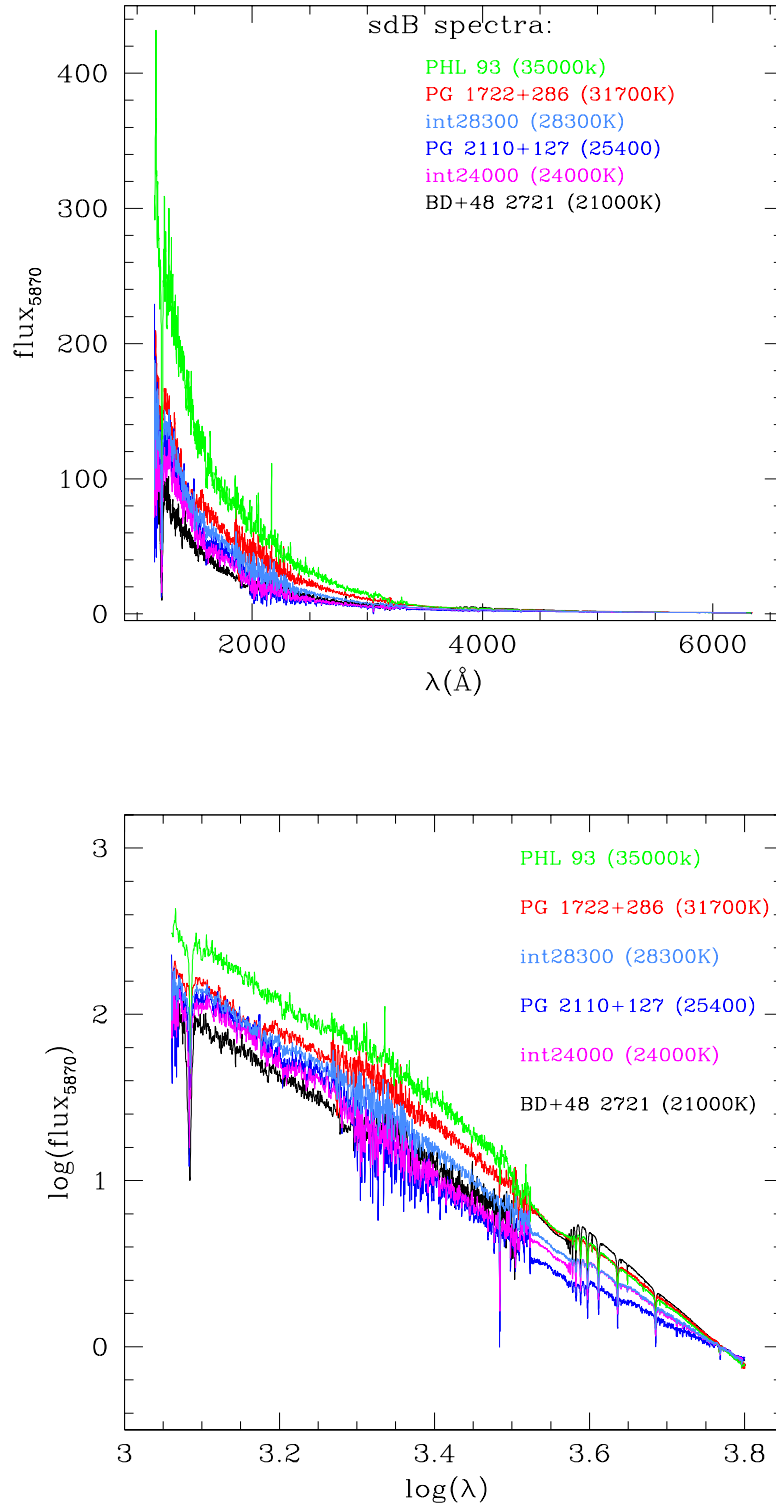 sdB spectra:
PHL 93 (35000k)
PG 1722+286 (31700K)
int28300 (28300K)
PG 2110+127 (25400)
int24000 (24000K)
BD+48 2721 (21000K)
400
300
200
100
0
flux5870
2000 4000 6000
λ(Å)
PHL 93 (35000k)
PG 1722+286 (31700K)
int28300 (28300K)
PG 2110+127 (25400)
int24000 (24000K)
BD+48 2721 (21000K)
3
2
1
0
log(flux5870)
3 3.2 3.4 3.6 3.8
log(λ)